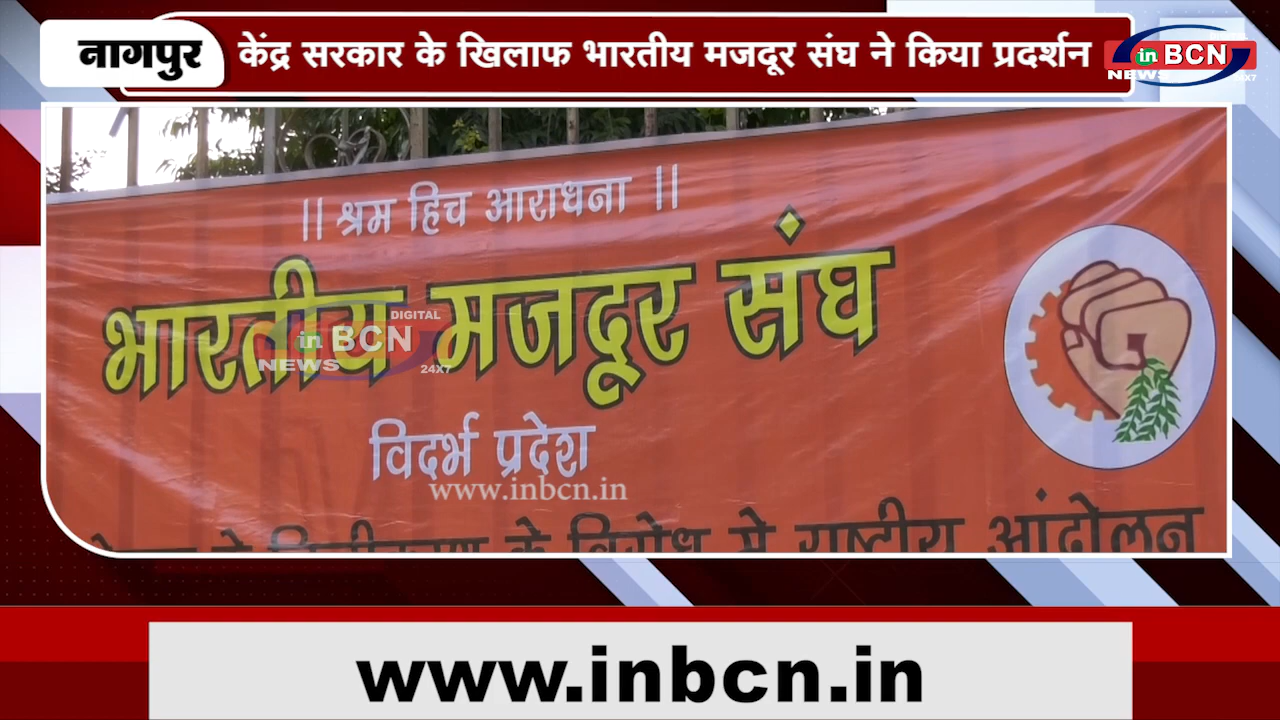 नागपुर
केंद्र सरकार के खिलाफ भारतीय मजदूर संघ ने किया प्रदर्शन
in BCN
NEWS 24X7
|| श्रम हिच आराधना ||
भारतीय मजदूर संघ
DIGITAL
in BCN
NEWS 24X7
विदर्भ प्रदेश
www.inbcn.in
के विरोध मे राष्ट्रीय आंदोलन
www.inbcn.in